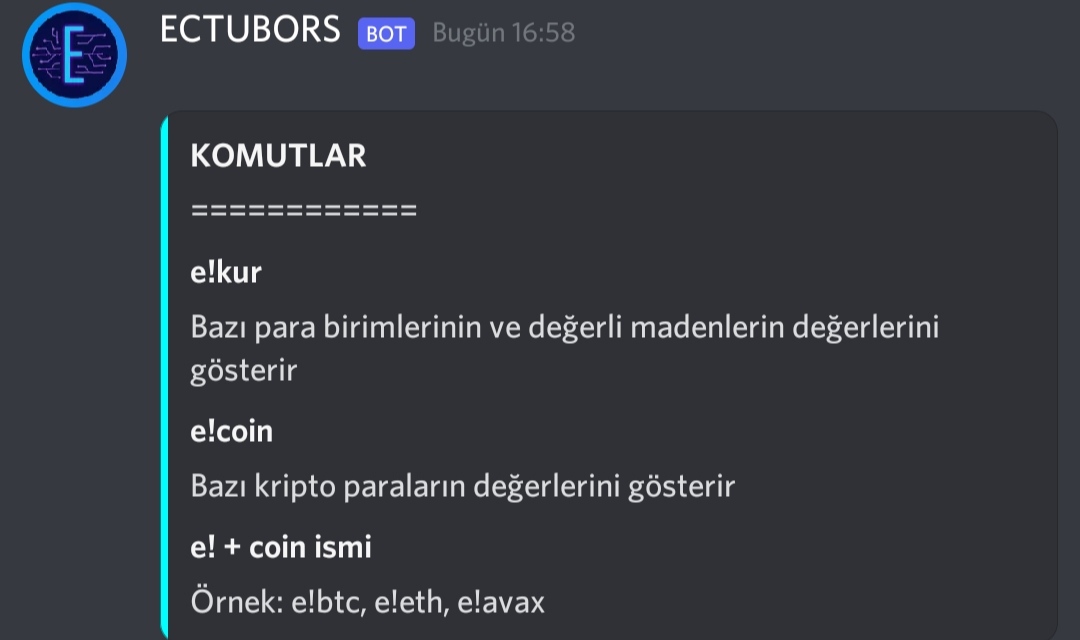 E
ECTUBORS BOT Bugün 16:58
KOMUTLAR
============
e!kur
Bazı para birimlerinin ve değerli madenlerin değerlerini
gösterir
e!coin
Bazı kripto paraların değerlerini gösterir
e! + coin ismi
Örnek: e!btc, e!eth, e!avax